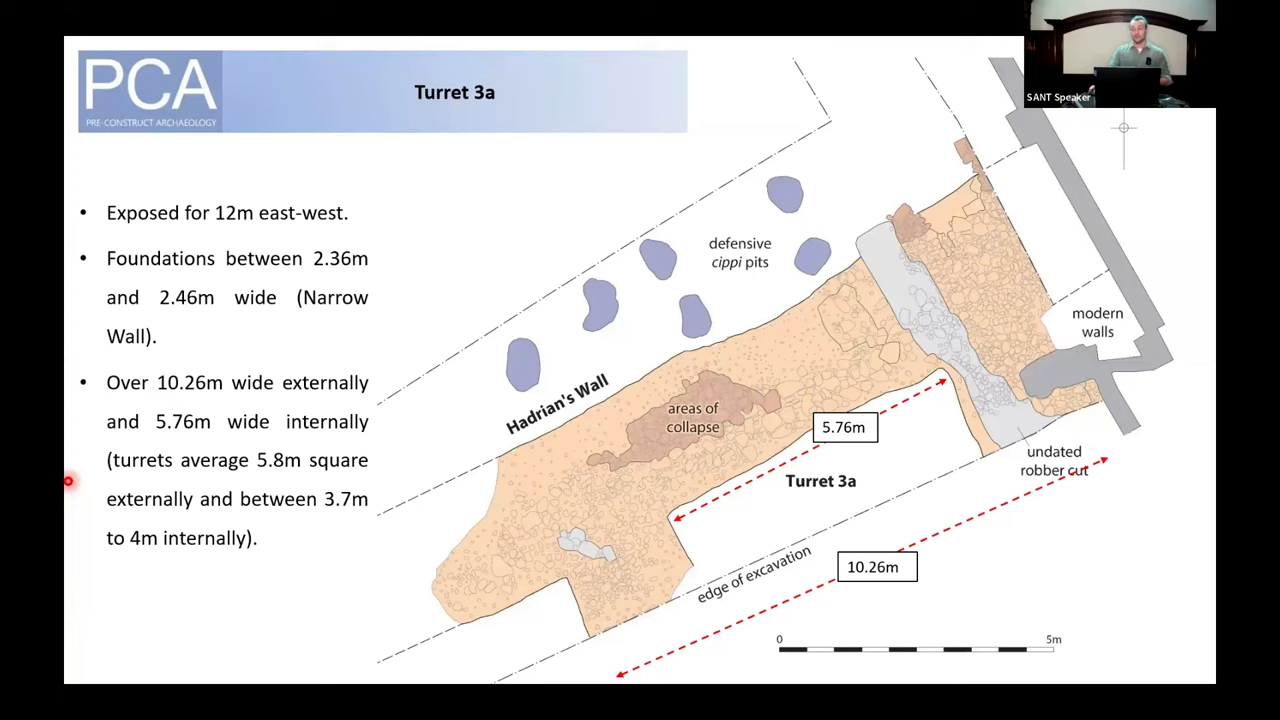 PCA
PRE-CONSTRUCT ARCHAEOLOGY
Turret 3a
SANT Speaker
• Exposed for 12m east-west.
• Foundations between 2.36m
and 2.46m wide (Narrow
Wall).
• Over 10.26m wide externally
and 5.76m wide internally
(turrets average 5.8m square
externally and between 3.7m
to 4m internally).
defensive
cippi pits
modern
walls
Hadrian's Wall
areas of
collapse
5.76m
undated
robber cut
Turret 3a
edge of excavation
10.26m
0 5m